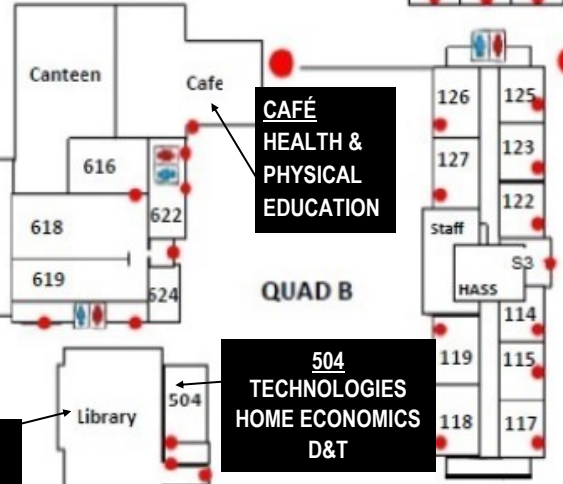 Canteen
Cafe
CAFÉ
HEALTH &
PHYSICAL
EDUCATION
126
125
127
123
122
616
622
618
619
624
Staff
S3
HASS
QUAD B
114
119
115
118
117
504
TECHNOLOGIES
HOME ECONOMICS
D&T
Library
504